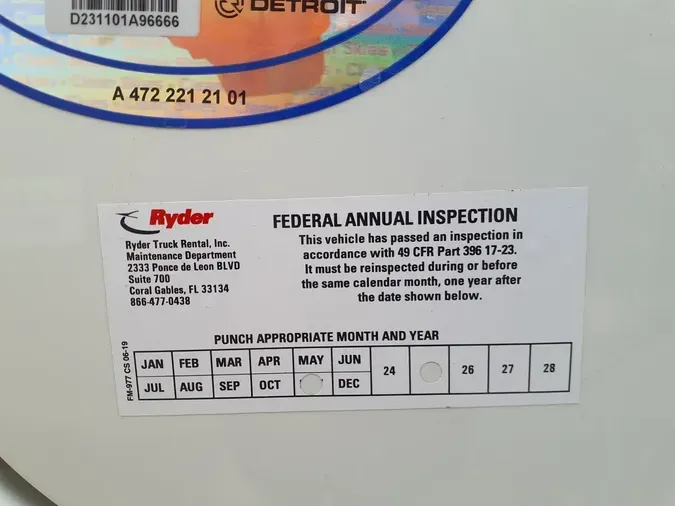 DETROIT
D231101A96666
A 472 221 21 01
Ryder
Ryder Truck Rental, Inc.
Maintenance Department
2333 Ponce de Leon BLVD
Suite 700
Coral Gables, FL 33134
866-477-0438
FEDERAL ANNUAL INSPECTION
This vehicle has passed an inspection in
accordance with 49 CFR Part 396 17-23.
It must be reinspected during or before
the same calendar month, one year after
the date shown below.
PUNCH APPROPRIATE MONTH AND YEAR
FM-977 CS 06-19
JAN FEB MAR APR MAY JUN 24 26 27 28
JUL AUG SEP OCT DEC